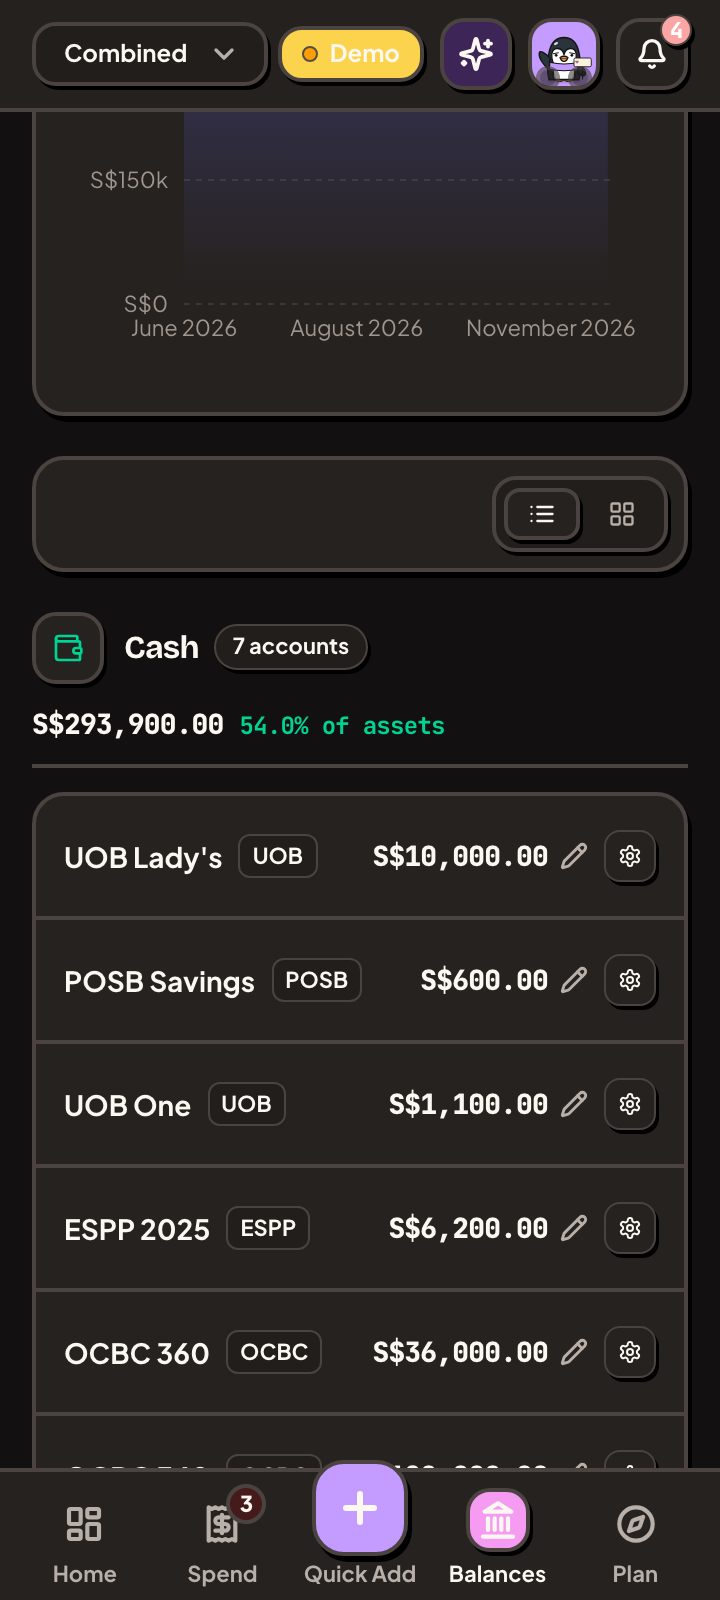 Combined
Demo
4
S$150k
S$0
June 2026 August 2026 November 2026
Cash 7 accounts
S$293,900.00 54.0% of assets
UOB Lady's UOB S$10,000.00
POSB Savings POSB S$600.00
UOB One UOB S$1,100.00
ESPP 2025 ESPP S$6,200.00
OCBC 360 OCBC S$36,000.00
3
Home Spend Quick Add Balances Plan